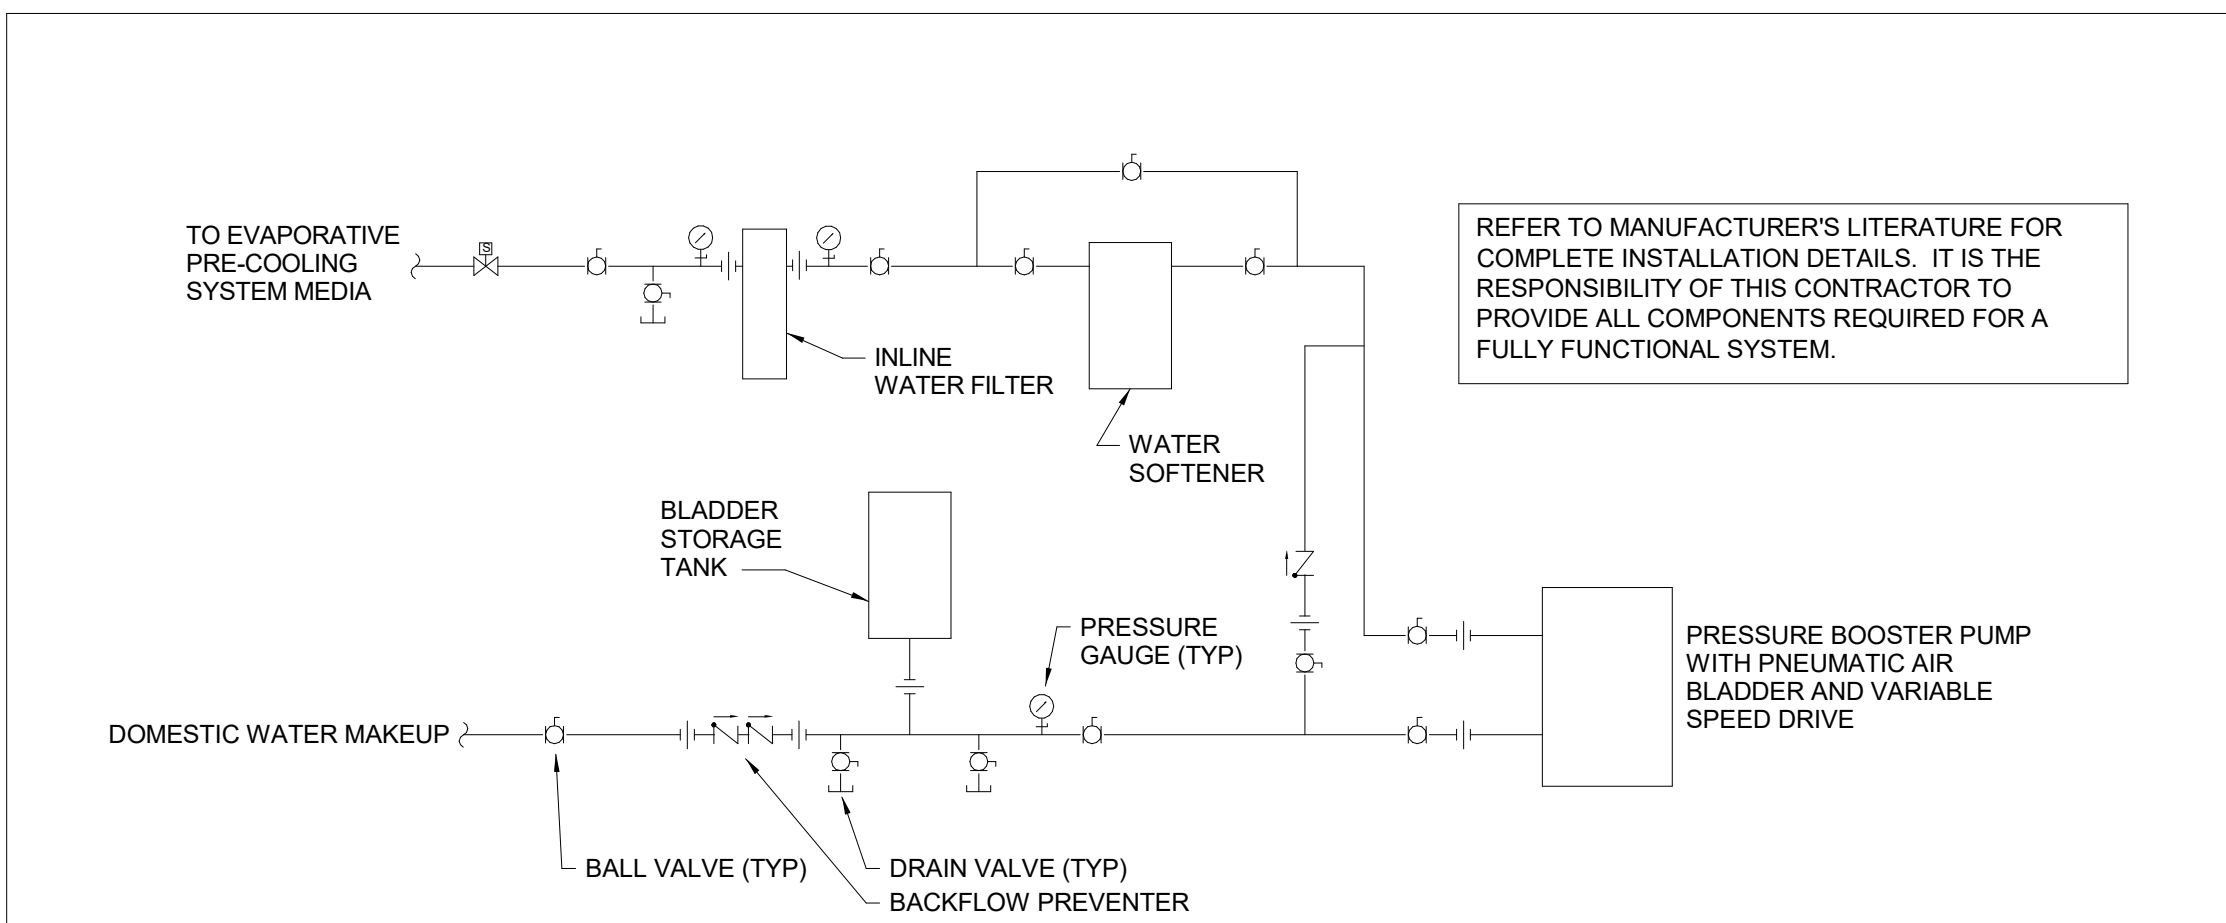 TO EVAPORATIVE
PRE-COOLING
SYSTEM MEDIA
S
REFER TO MANUFACTURER'S LITERATURE FOR
COMPLETE INSTALLATION DETAILS.  IT IS THE
RESPONSIBILITY OF THIS CONTRACTOR TO
PROVIDE ALL COMPONENTS REQUIRED FOR A
FULLY FUNCTIONAL SYSTEM.
INLINE
WATER FILTER
WATER
SOFTENER
BLADDER
STORAGE
TANK
PRESSURE
GAUGE (TYP)
PRESSURE BOOSTER PUMP
WITH PNEUMATIC AIR
BLADDER AND VARIABLE
SPEED DRIVE
DOMESTIC WATER MAKEUP
BALL VALVE (TYP)
DRAIN VALVE (TYP)
BACKFLOW PREVENTER